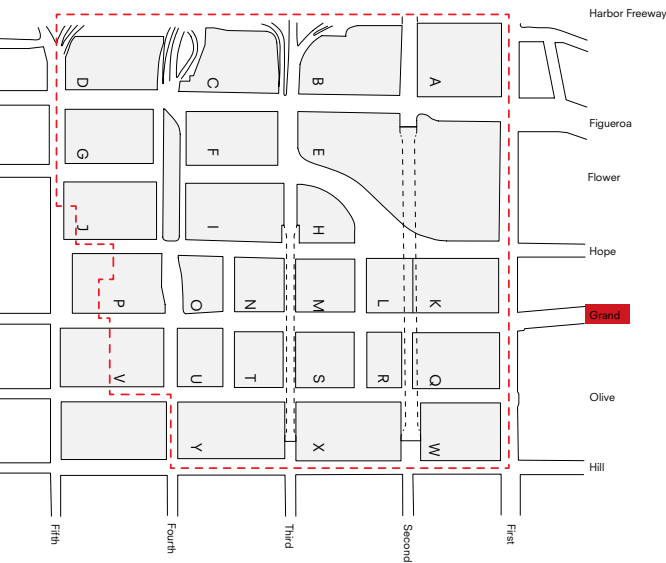 Harbor Freeway
D
C
B
A
Figueroa
G
F
E
Flower
J
I
H
Hope
P
O
N
M
L
K
Grand
V
U
T
S
R
Q
Olive
Y
X
W
Hill
Fifth
Fourth
Third
Second
First